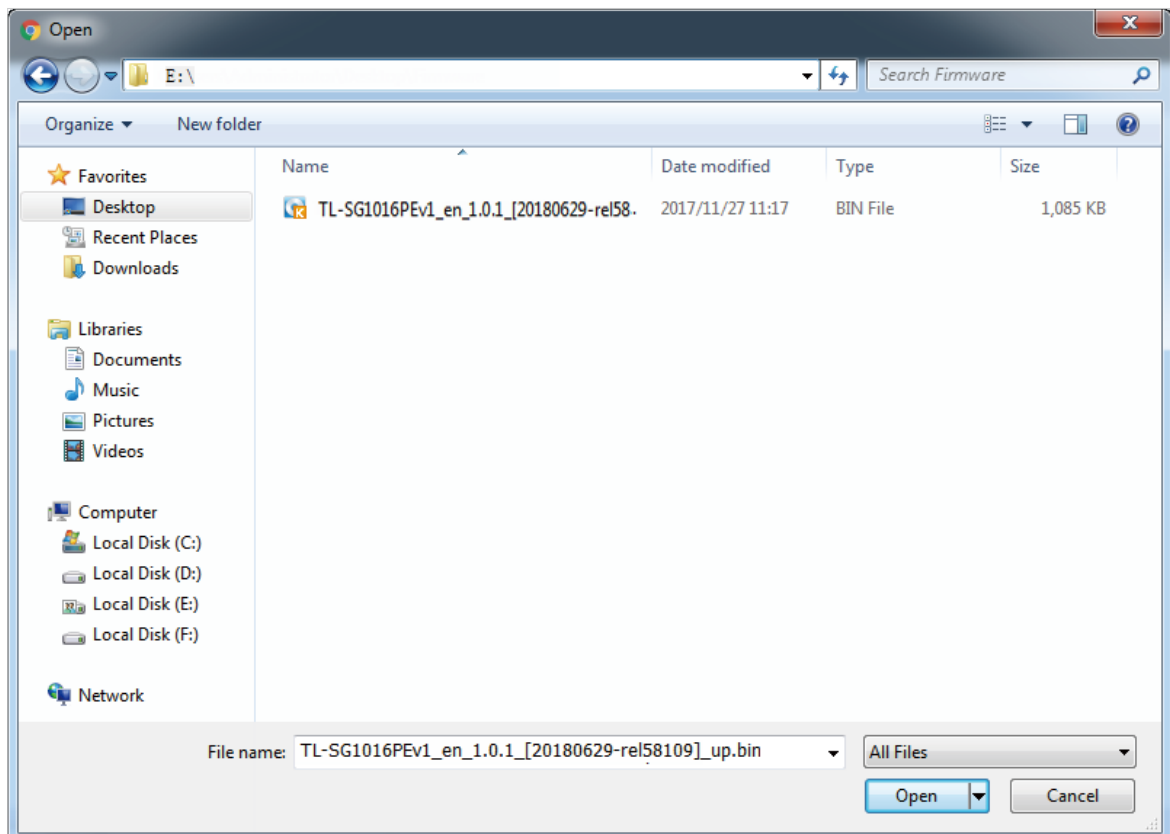 Open
E:\
Search Firmware
Organize
New folder
Name Date modified Type Size
TL-SG1016PEv1_en_1.0.1_[20180629-rel58. 2017/11/27 11:17 BIN File 1,085 KB
Favorites
Desktop
Recent Places
Downloads
Libraries
Documents
Music
Pictures
Videos
Computer
Local Disk (C:)
Local Disk (D:)
Local Disk (E:)
Local Disk (F:)
Network
File name: TL-SG1016PEv1_en_1.0.1_[20180629-rel58109]_up.bin All Files
Open Cancel